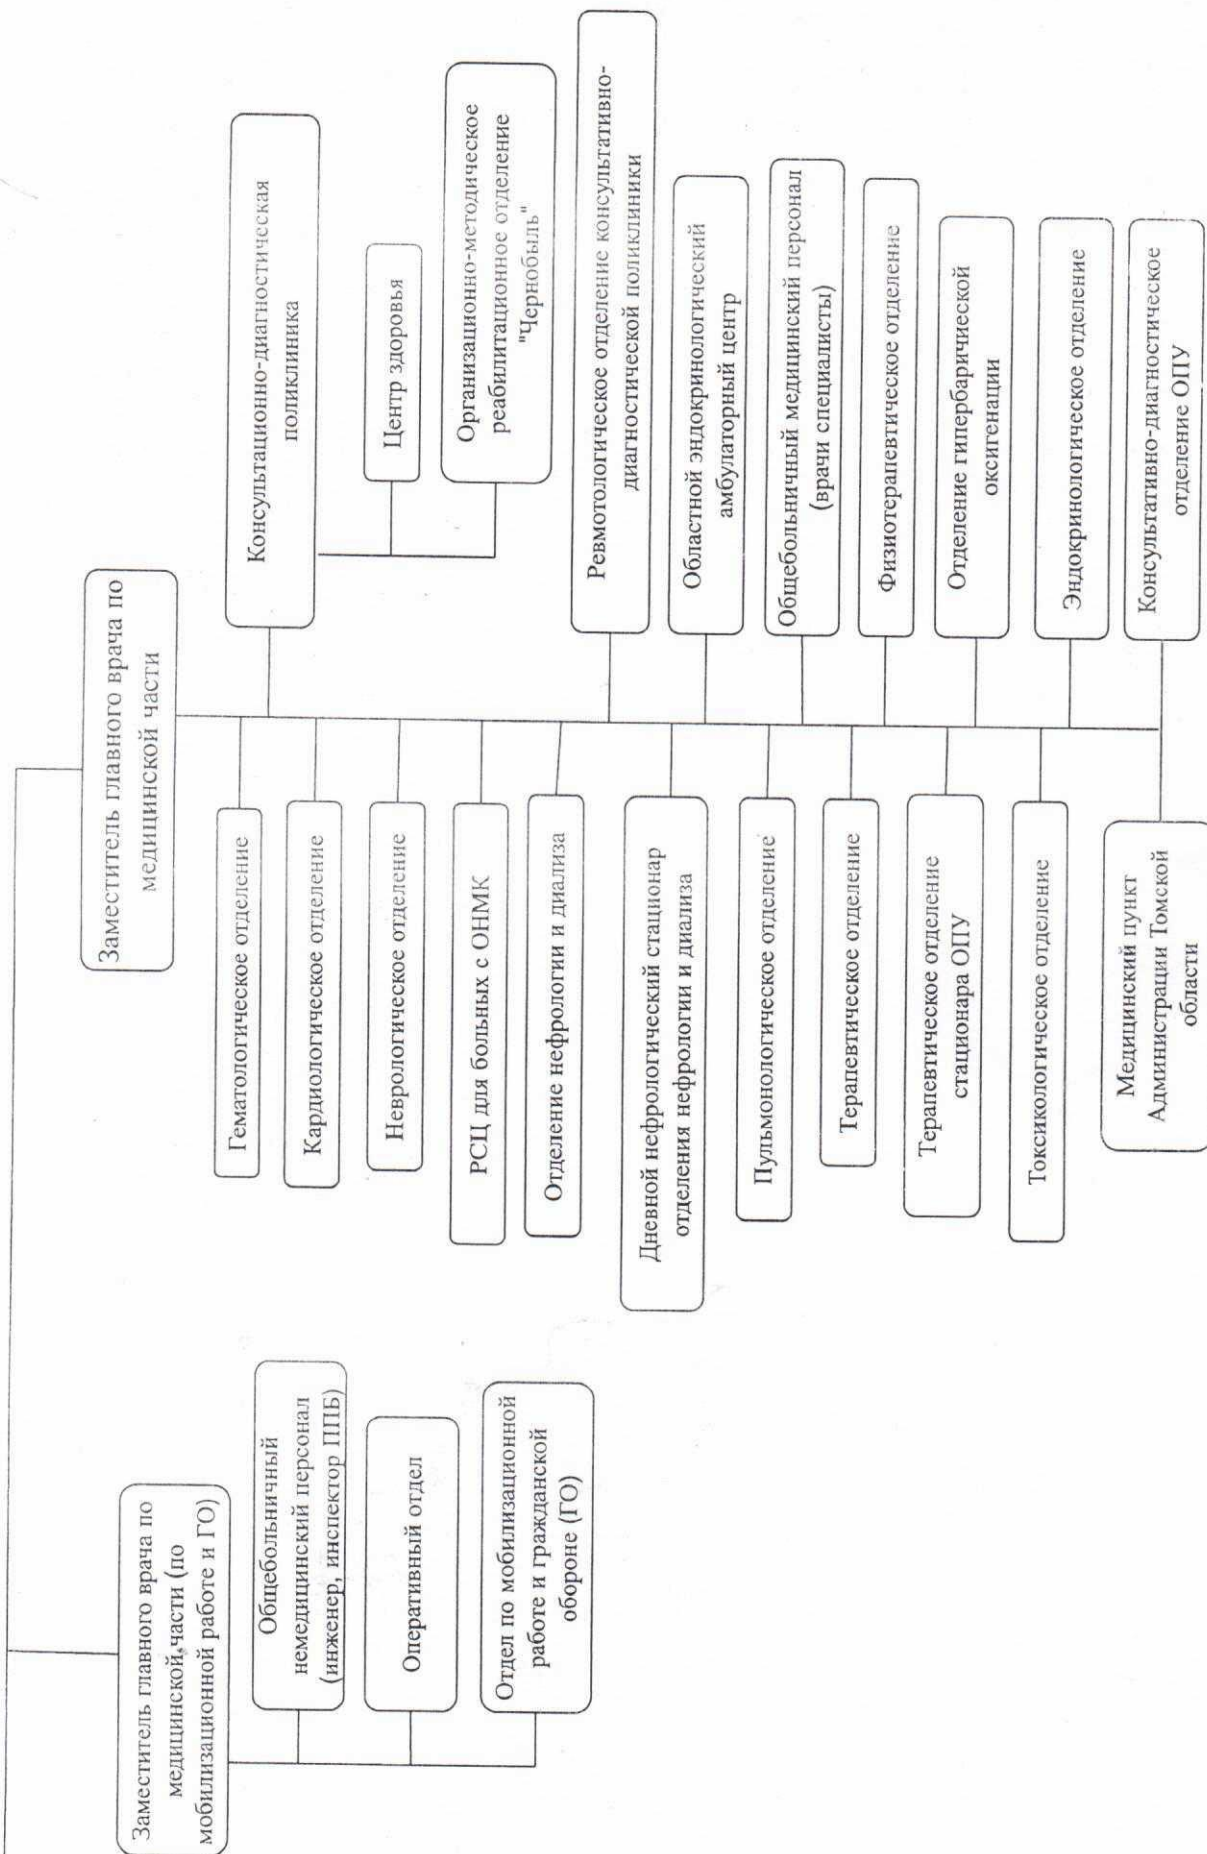 Заместитель главного врача по
медицинской части (по
мобилизационной работе и ГО)
Общебольничный
немедицинский персонал
(инженер, инспектор ППБ)
Оперативный отдел
Отдел по мобилизационной
работе и гражданской
обороне (ГО)
Заместитель главного врача по
медицинской части
Гематологическое отделение
Кардиологическое отделение
Неврологическое отделение
РСЦ для больных с ОНМК
Отделение нефрологии и диализа
Дневной нефрологический стационар
отделения нефрологии и диализа
Пульмонологическое отделение
Терапевтическое отделение
Терапевтическое отделение
стационара ОПУ
Токсикологическое отделение
Медицинский пункт
Администрации Томской
области
Консультационно-диагностическая
поликлиника
Центр здоровья
Организационно-методическое
реабилитационное отделение
"Чернобыль"
Ревмотологическое отделение консультативно-
диагностической поликлиники
Областной эндокринологический
амбулаторный центр
Общебольничный медицинский персонал
(врачи специалисты)
Физиотерапевтическое отделение
Отделение гипербарической
оксигенации
Эндокринологическое отделение
Консультативно-диагностическое
отделение ОПУ